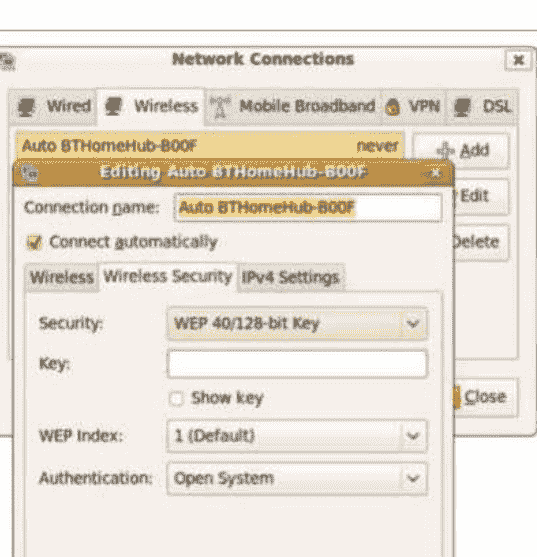 Network Connections
Wired Wireless Mobile Broadband VPN DSL
Auto BTHomeHub-B00F never Add
Editing Auto BTHomeHub-B00F
Edit
Connection name: Auto BTHomeHub-B00F
Connect automatically
Delete
Wireless Wireless Security IPv4 Settings
Security: WEP 40/128-bit Key
Key:
Show key
Close
WEP Index: 1 (Default)
Authentication: Open System